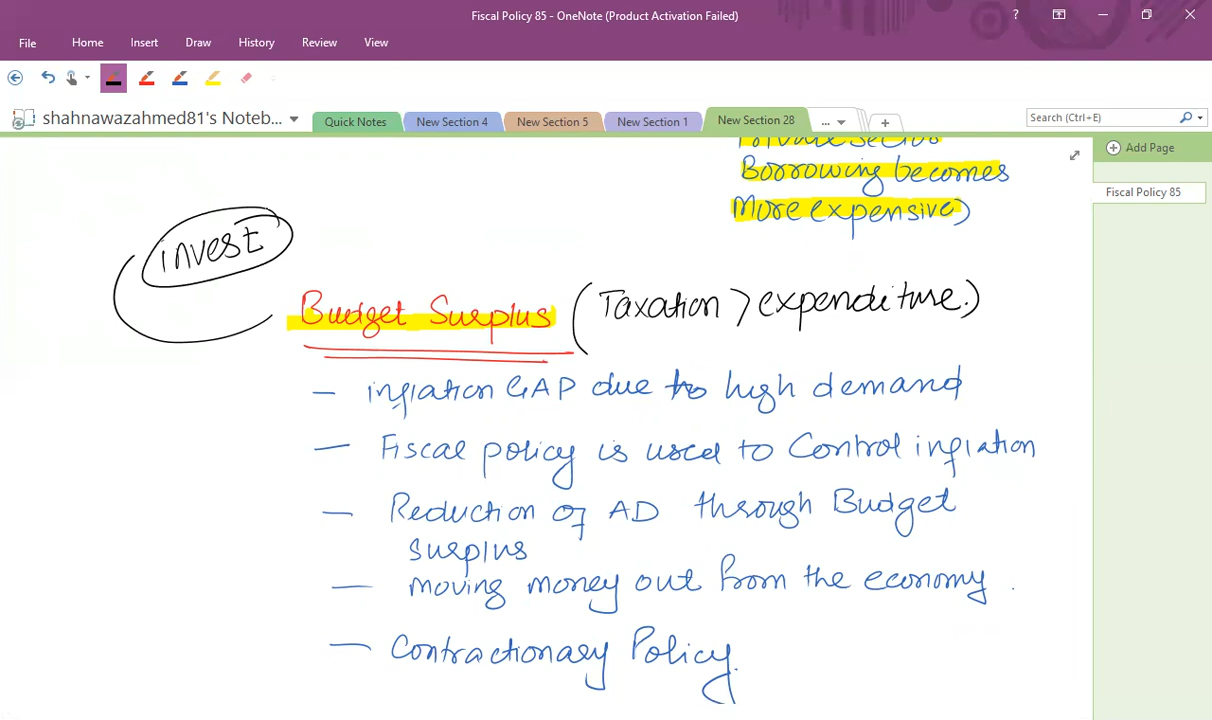 Fiscal Policy 85 - OneNote (Product Activation Failed)
?
File Home Insert Draw History Review View
shahnawazahmed81's Noteb...
Quick Notes New Section 4 New Section 5 New Section 1 New Section 28 ... +
Search (Ctrl+E)
Add Page
Fiscal Policy 85
Private sector
Borrowing becomes
More expensive)
invest
Budget Surplus (Taxation > expenditure.)
— inflation GAP due to high demand
— Fiscal policy is used to Control inflation
— Reduction of AD through Budget
surplus
— moving money out from the economy.
— Contractionary Policy.